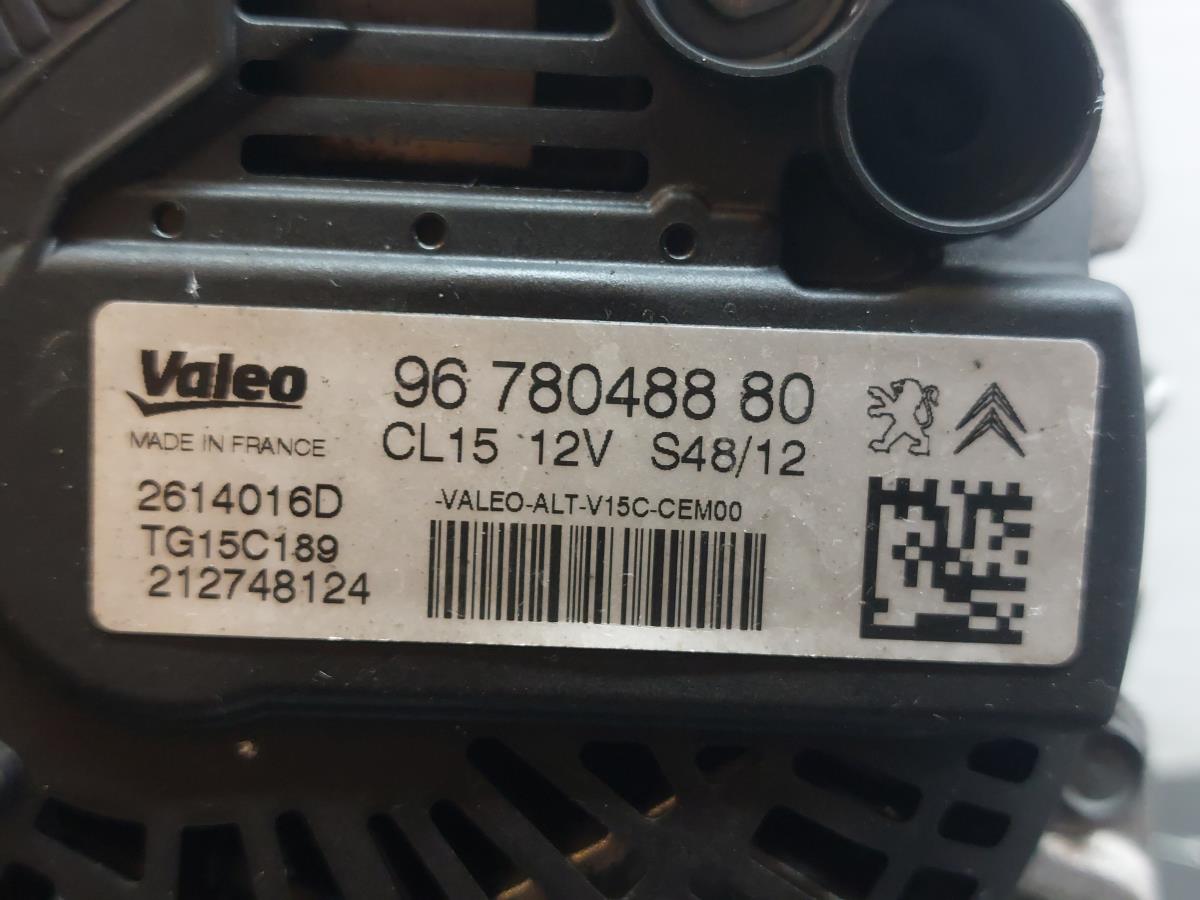 Valeo
MADE IN FRANCE
96 780488 80
CL15 12V S48/12
2614016D
TG15C189
212748124
-VALEO-ALT-V15C-CEM00